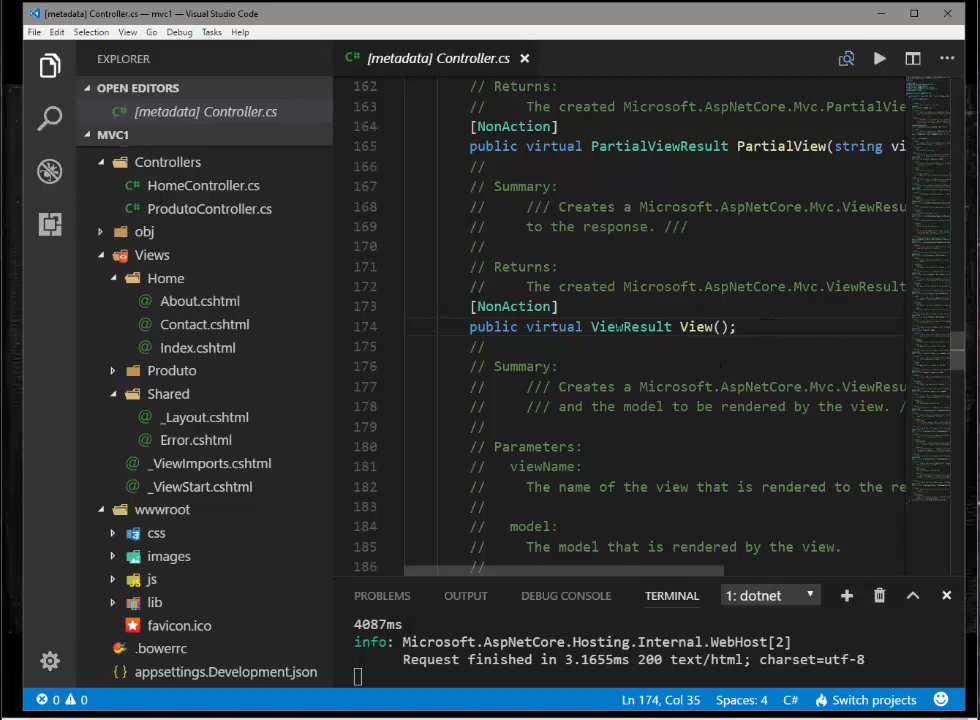 [metadata] Controller.cs — mvc1 — Visual Studio Code
File Edit Selection View Go Debug Tasks Help
EXPLORER
OPEN EDITORS
C# [metadata] Controller.cs
MVC1
Controllers
C# HomeController.cs
C# ProdutoController.cs
obj
Views
Home
@ About.cshtml
@ Contact.cshtml
@ Index.cshtml
Produto
Shared
@ _Layout.cshtml
@ Error.cshtml
@ _ViewImports.cshtml
@ _ViewStart.cshtml
wwwroot
css
images
js
lib
favicon.ico
.bowerrc
{} appsettings.Development.json
C# [metadata] Controller.cs
162 // Returns:
163 // The created Microsoft.AspNetCore.Mvc.PartialVie
164 [NonAction]
165 public virtual PartialViewResult PartialView(string vi
166 //
167 // Summary:
168 // /// Creates a Microsoft.AspNetCore.Mvc.ViewResu
169 // to the response. ///
170 //
171 // Returns:
172 // The created Microsoft.AspNetCore.Mvc.ViewResult
173 [NonAction]
174 public virtual ViewResult View();
175 //
176 // Summary:
177 // /// Creates a Microsoft.AspNetCore.Mvc.ViewResu
178 // /// and the model to be rendered by the view. /
179 //
180 // Parameters:
181 // viewName:
182 // The name of the view that is rendered to the re
183 //
184 // model:
185 // The model that is rendered by the view.
186 //
PROBLEMS OUTPUT DEBUG CONSOLE TERMINAL 1: dotnet
4087ms
info: Microsoft.AspNetCore.Hosting.Internal.WebHost[2]
Request finished in 3.1655ms 200 text/html; charset=utf-8
0 0 Ln 174, Col 35 Spaces: 4 C# Switch projects